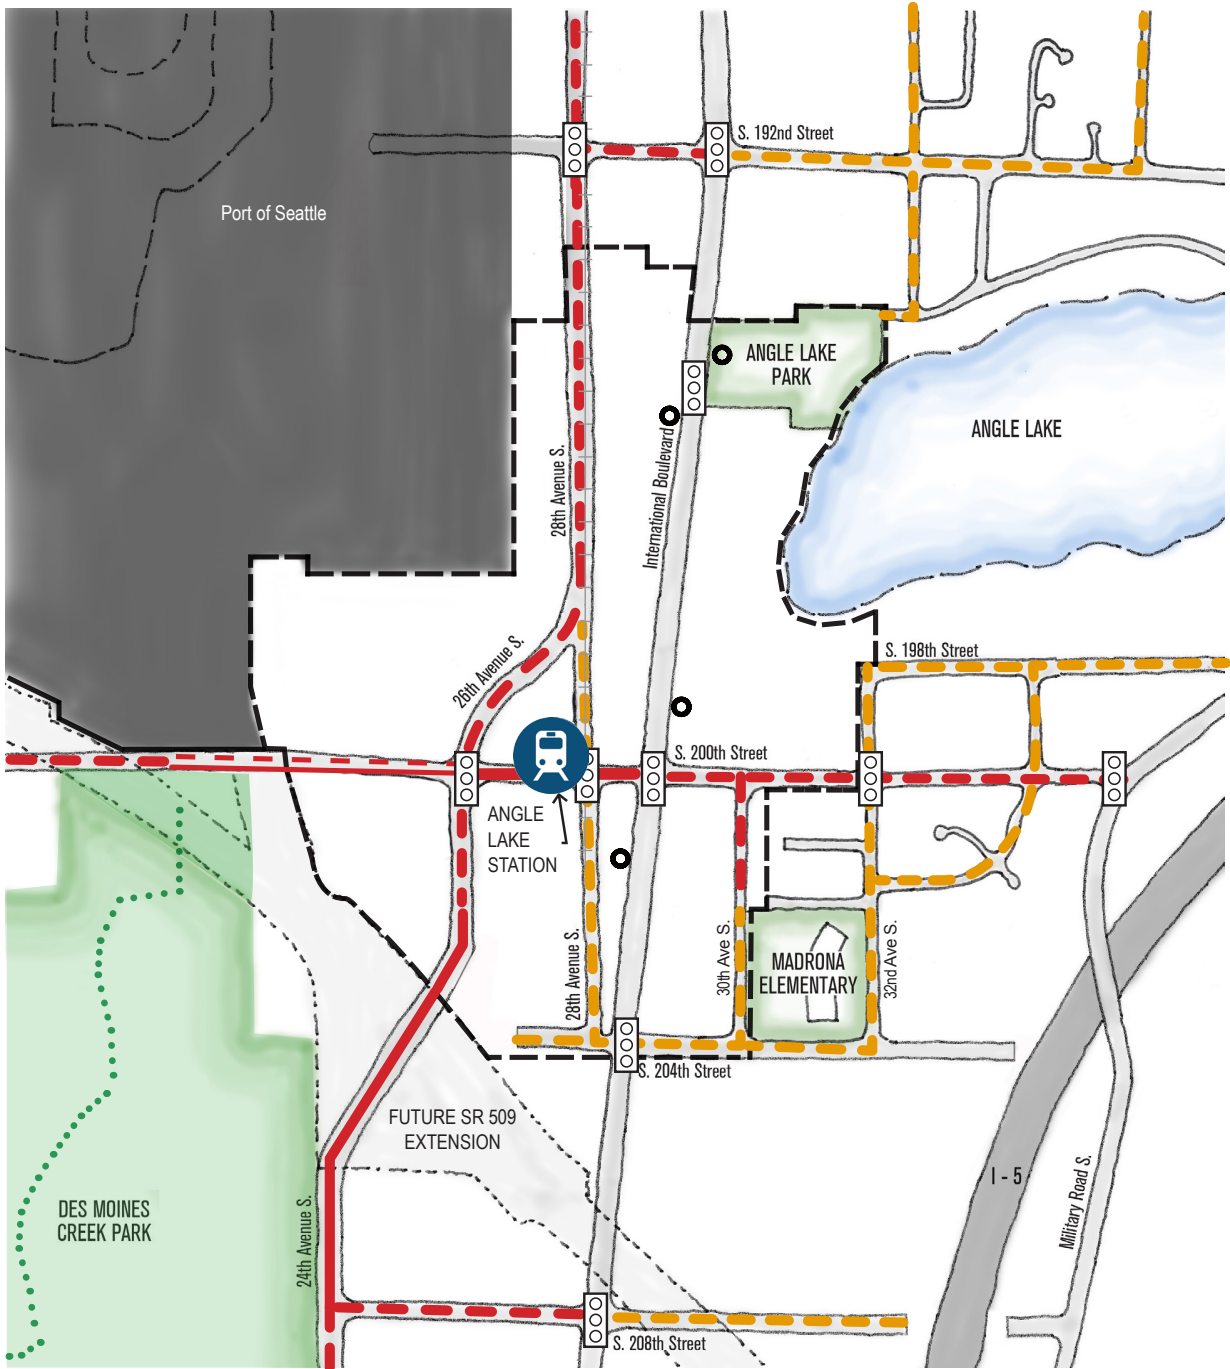 S. 192nd Street
Port of Seattle
ANGLE LAKE
PARK
ANGLE LAKE
28th Avenue S.
International Boulevard
26th Avenue S.
S. 198th Street
S. 200th Street
ANGLE
LAKE
STATION
28th Avenue S.
30th Ave S.
32nd Ave S.
MADRONA
ELEMENTARY
S. 204th Street
FUTURE SR 509
EXTENSION
I - 5
DES MOINES
CREEK PARK
24th Avenue S.
Military Road S.
S. 208th Street